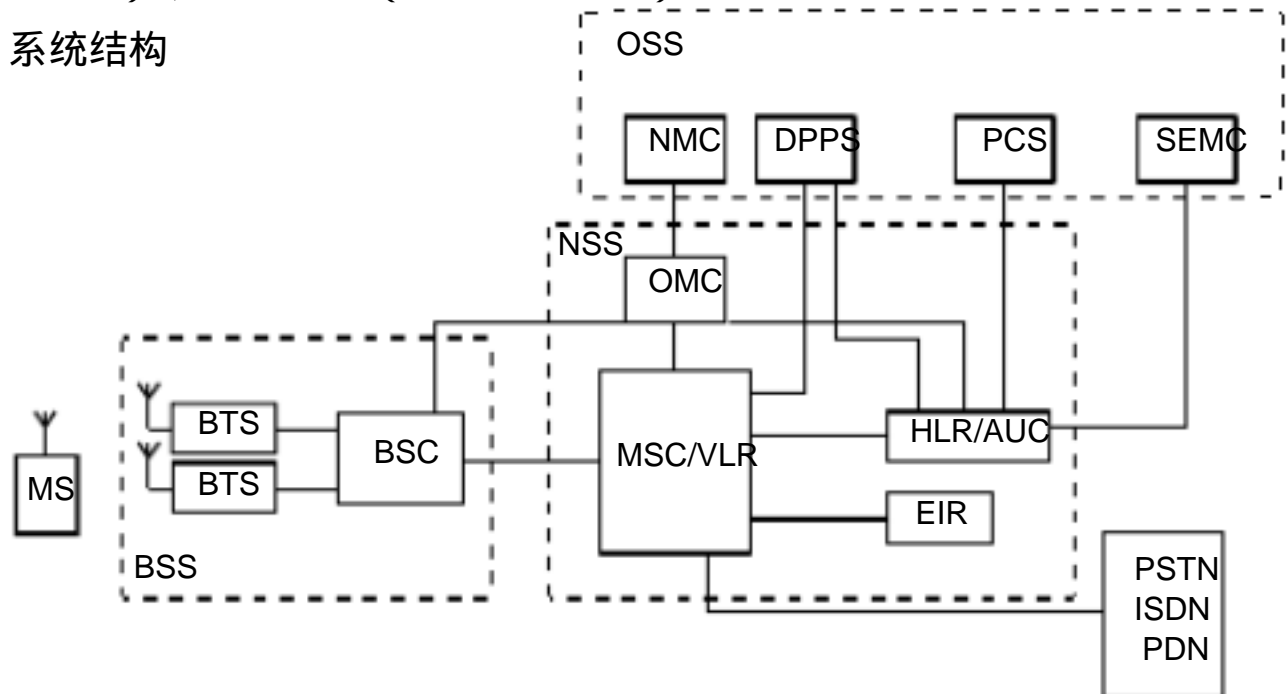 系统结构
OSS
NMC
DPPS
PCS
SEMC
NSS
OMC
BTS
BTS
BSC
MSC/VLR
HLR/AUC
MS
EIR
BSS
PSTN
ISDN
PDN